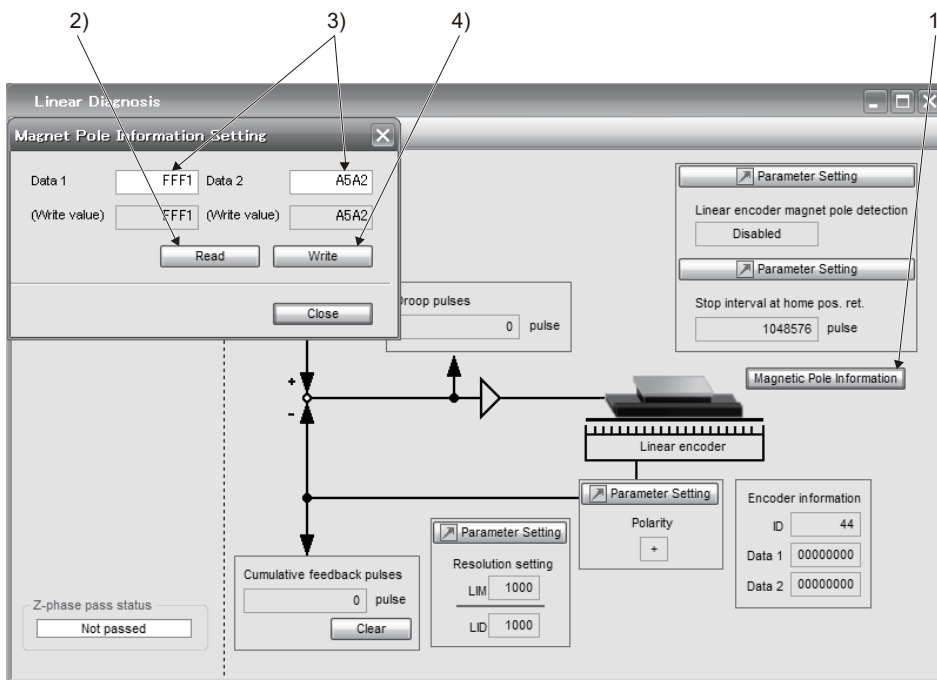 2) 3) 4) 1
Linear Diagnosis
Magnet Pole Information Setting
Data 1 FFF1 Data 2 A5A2
(Write value) FFF1 (Write value) A5A2
Read Write
Close
Parameter Setting
Linear encoder magnet pole detection
Disabled
Parameter Setting
Stop interval at home pos. ret.
1048576 pulse
Magnetic Pole Information
Droop pulses
0 pulse
+
-
Linear encoder
Parameter Setting
Polarity
+
Encoder information
ID 44
Data 1 00000000
Data 2 00000000
Parameter Setting
Resolution setting
LIM 1000
LID 1000
Cumulative feedback pulses
0 pulse
Clear
Z-phase pass status
Not passed